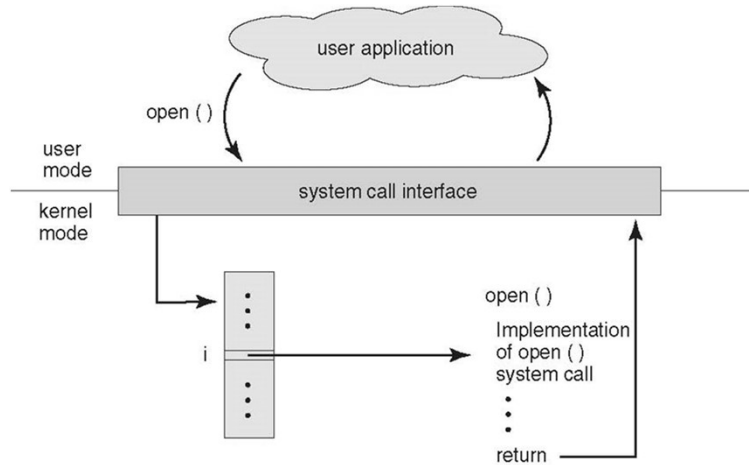 user application
open ( )
user
mode
system call interface
kernel
mode
open ( )
i
Implementation
of open ( )
system call
return